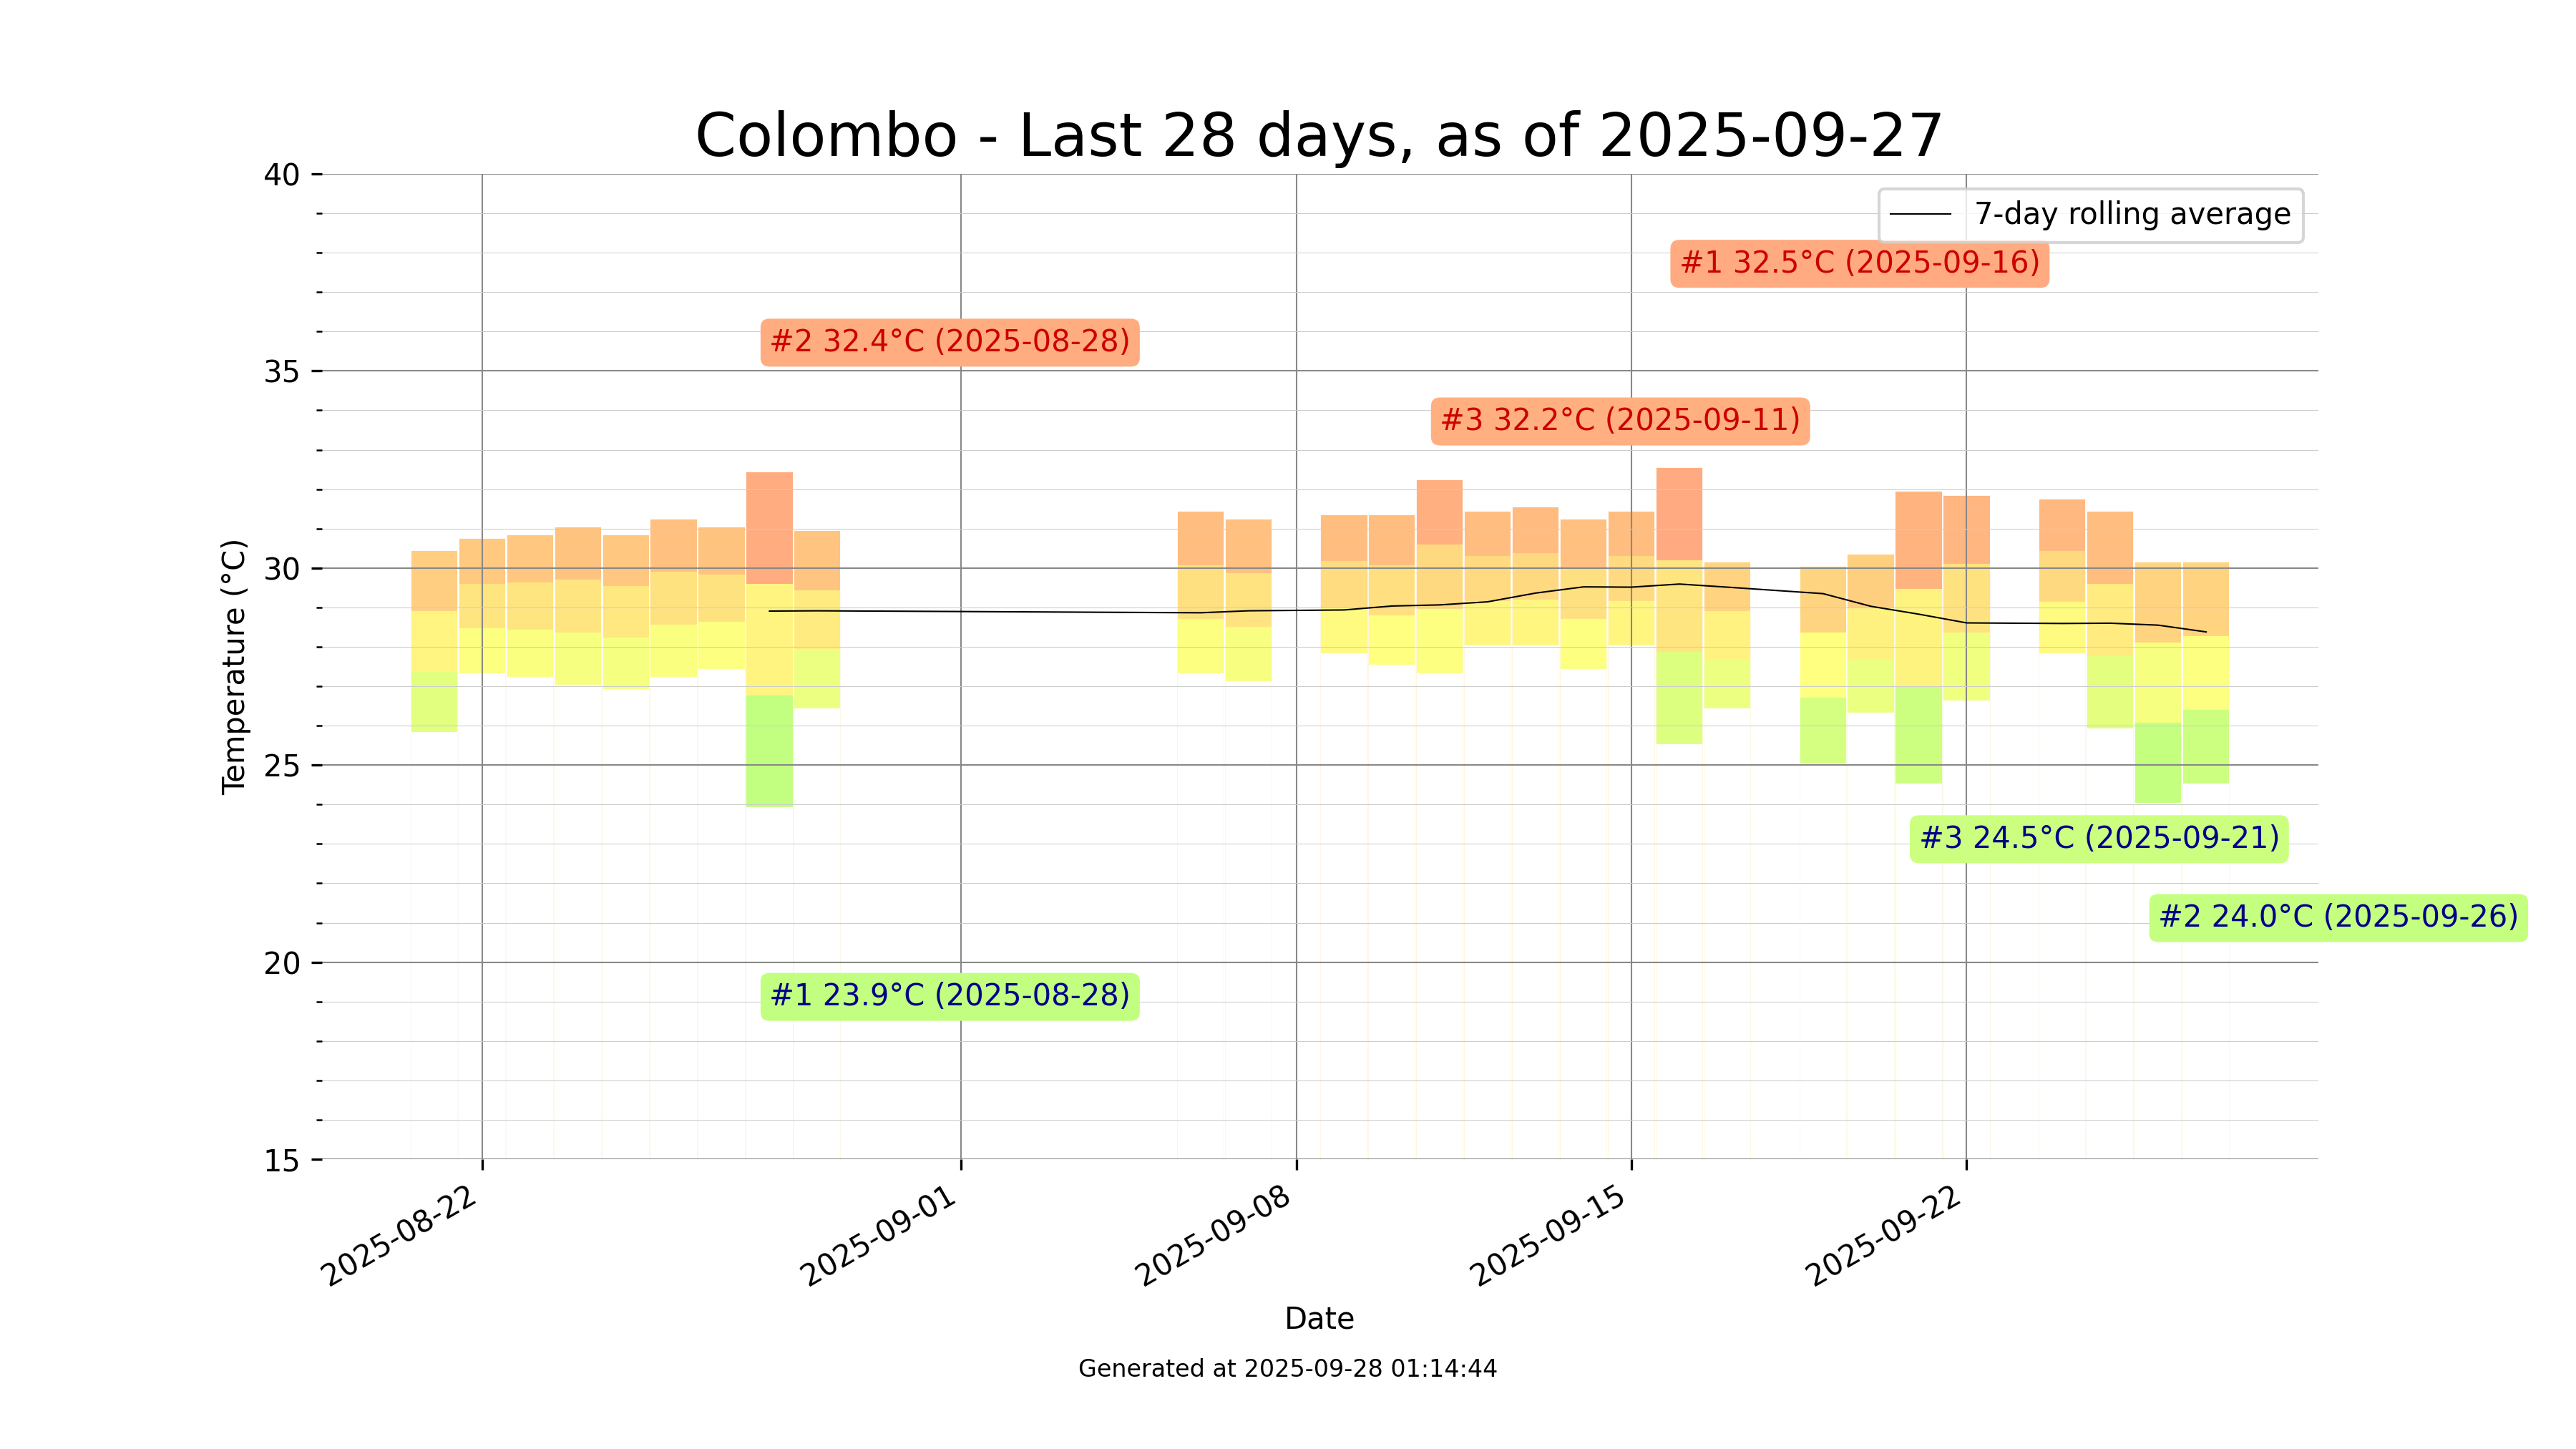 Colombo - Last 28 days, as of 2025-09-27
40
35
30
25
20
15
Temperature (°C)
7-day rolling average
#1 32.5°C (2025-09-16)
#2 32.4°C (2025-08-28)
#3 32.2°C (2025-09-11)
#3 24.5°C (2025-09-21)
#2 24.0°C (2025-09-26)
#1 23.9°C (2025-08-28)
2025-08-22
2025-09-01
2025-09-08
2025-09-15
2025-09-22
Date
Generated at 2025-09-28 01:14:44